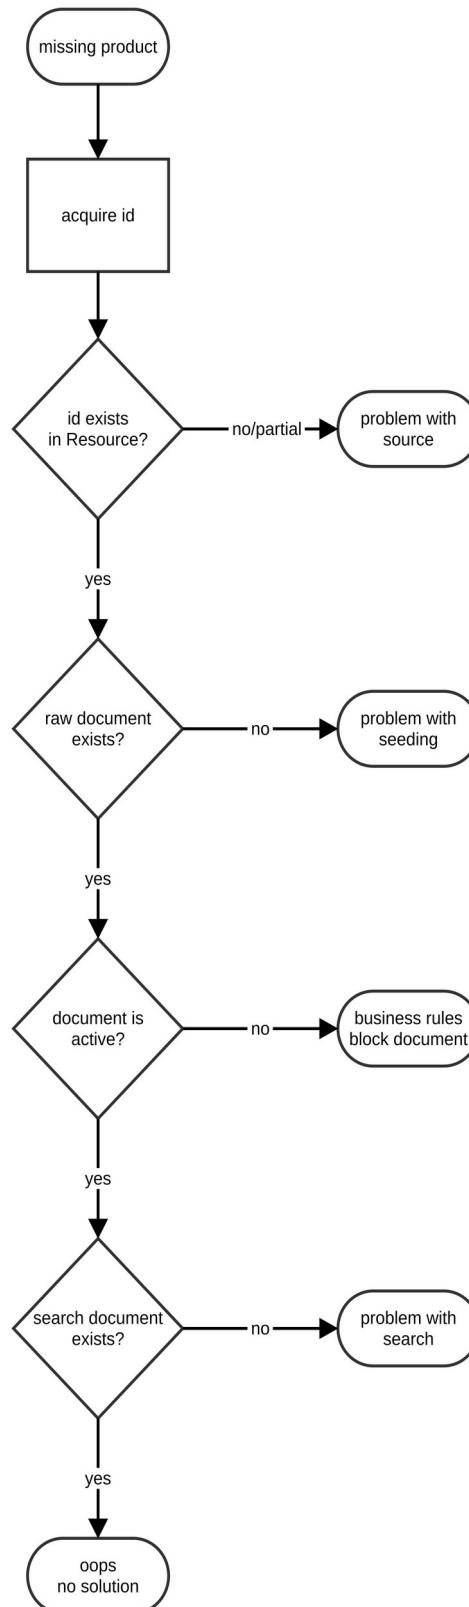 missing product
acquire id
id exists
in Resource?
no/partial
problem with
source
yes
raw document
exists?
no
problem with
seeding
yes
document is
active?
no
business rules
block document
yes
search document
exists?
no
problem with
search
yes
oops
no solution